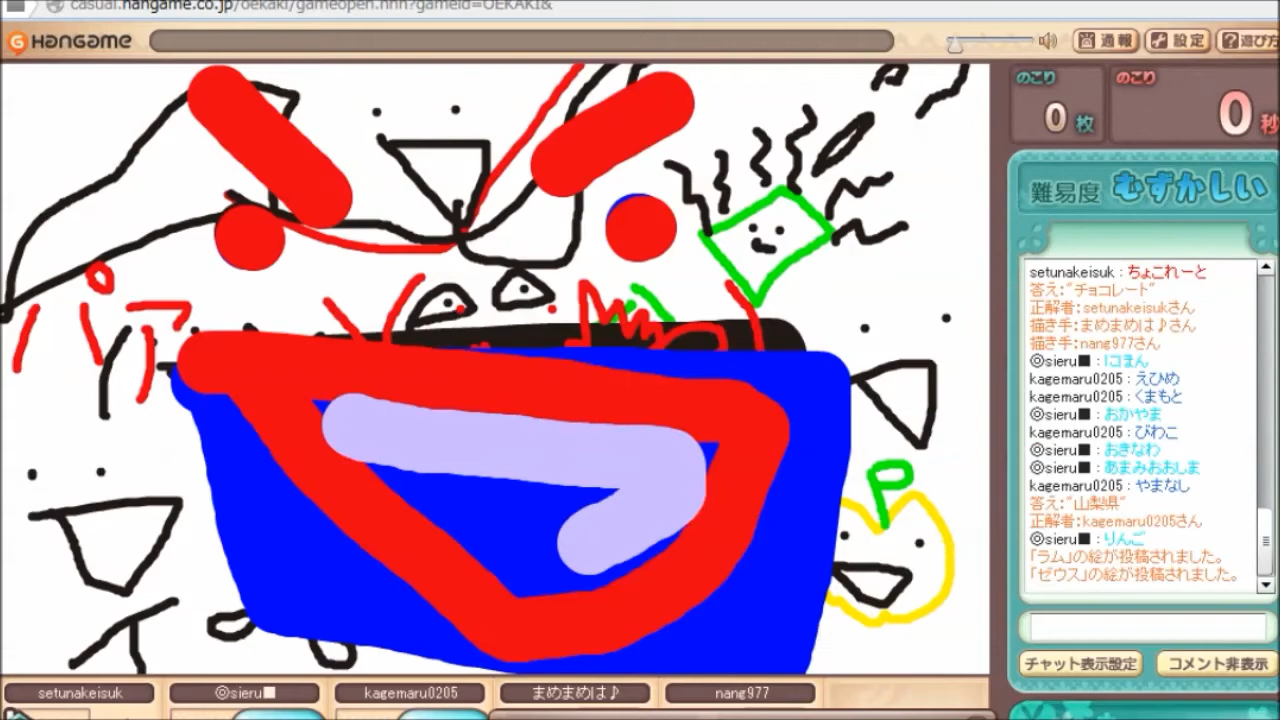 casual.hangame.co.jp/oekaki/gameopen.nhn?gameid=OEKAKI&
HANGAME
通報
設定
遊び方
のこり
0 枚
のこり
0 秒
難易度 むずかしい
setunakeisuk : ちょこれーと
答え:"チョコレート"
正解者:setunakeisukさん
描き手:まめまめは♪さん
描き手:nang977さん
◎sieru■ : にほん
kagemaru0205 : えひめ
kagemaru0205 : くまもと
◎sieru■ : おかやま
kagemaru0205 : びわこ
◎sieru■ : おきなわ
◎sieru■ : あまみおおしま
kagemaru0205 : やまなし
答え:"山梨県"
正解者:kagemaru0205さん
◎sieru■ : りんご
「ラム」の絵が投稿されました。
「ゼウス」の絵が投稿されました。
チャット表示設定
コメント非表示
setunakeisuk
◎sieru■
kagemaru0205
まめまめは♪
nang977